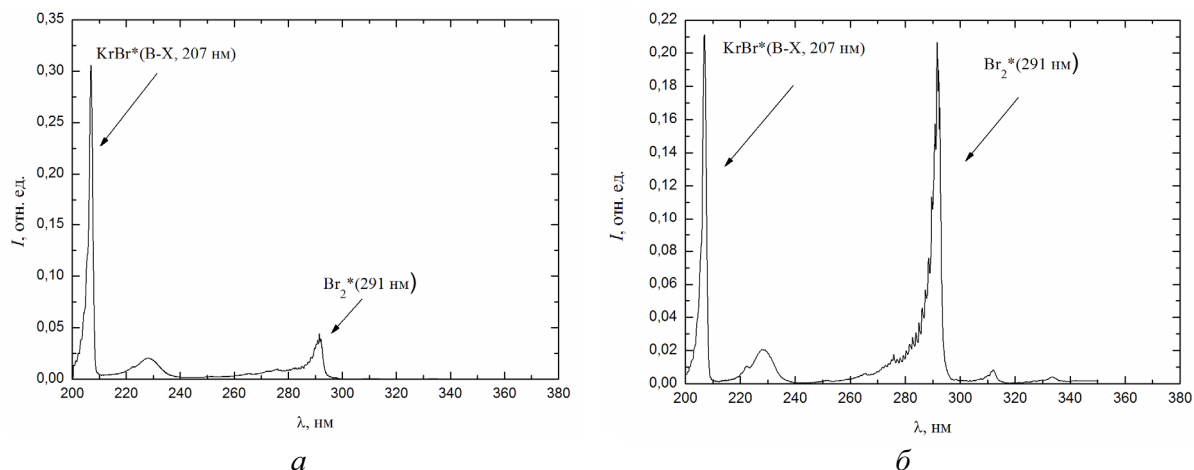 0,35
0,30
0,25
0,20
0,15
0,10
0,05
0,00
I, отн. ед.
KrBr*(B-X, 207 нм)
Br2*(291 нм)
200 220 240 260 280 300 320 340 360 380
λ, нм
а
0,22
0,20
0,18
0,16
0,14
0,12
0,10
0,08
0,06
0,04
0,02
0,00
I, отн. ед.
KrBr*(B-X, 207 нм)
Br2*(291 нм)
200 220 240 260 280 300 320 340 360 380
λ, нм
б